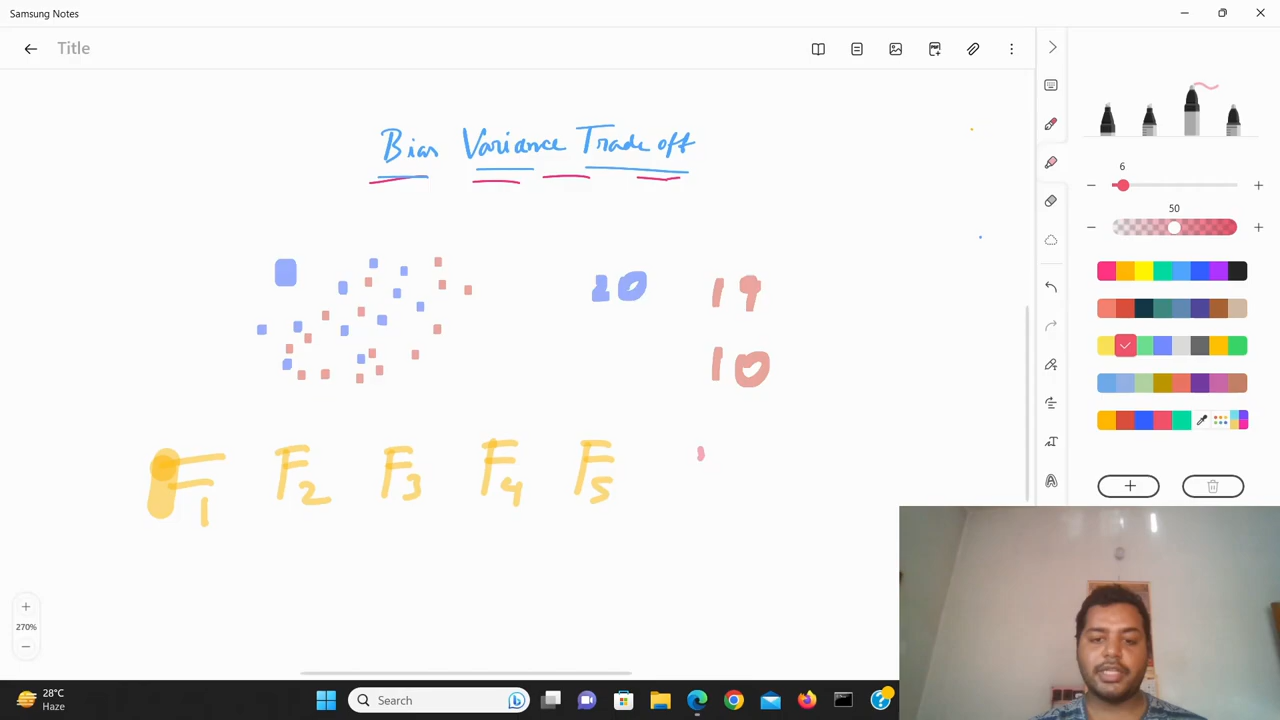 Samsung Notes
Title
Bias Variance Trade off
6
50
20 19
10
F1 F2 F3 F4 F5
270%
28°C
Haze
Search